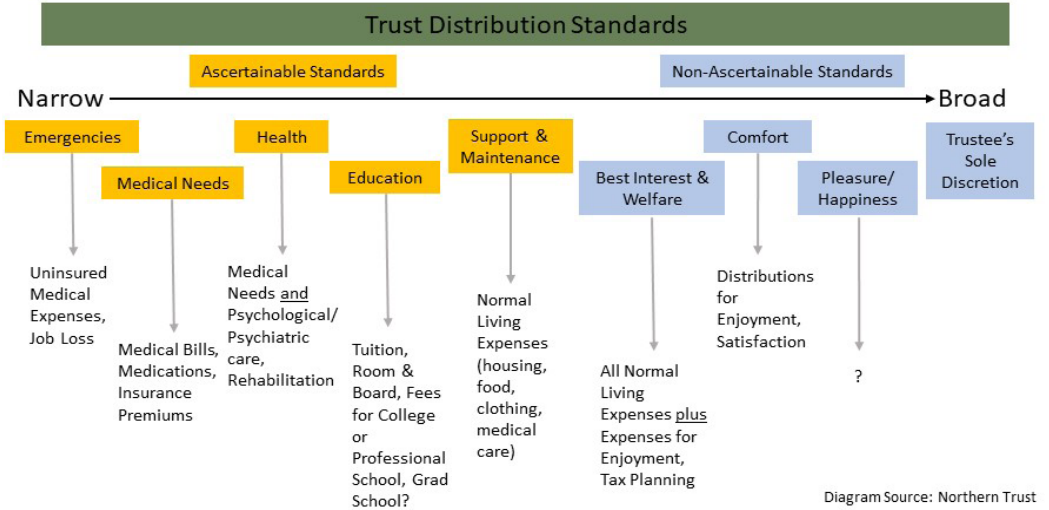 Trust Distribution Standards
Ascertainable Standards
Non-Ascertainable Standards
Narrow
Broad
Emergencies
Uninsured
Medical
Expenses,
Job Loss
Medical Needs
Medical Bills,
Medications,
Insurance
Premiums
Health
Medical
Needs and
Psychological/
Psychiatric
care,
Rehabilitation
Education
Tuition,
Room &
Board, Fees
for College
or
Professional
School, Grad
School?
Support &
Maintenance
Normal
Living
Expenses
(housing,
food,
clothing,
medical
care)
Best Interest &
Welfare
All Normal
Living
Expenses plus
Expenses for
Enjoyment,
Tax Planning
Comfort
Distributions
for
Enjoyment,
Satisfaction
Pleasure/
Happiness
?
Trustee's
Sole
Discretion
Diagram Source: Northern Trust